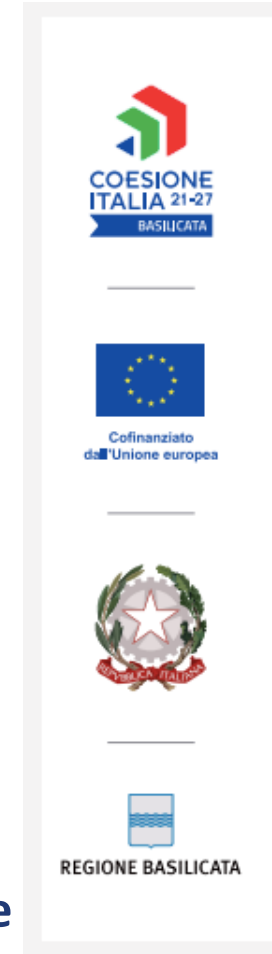 COESIONE
ITALIA 21-27
BASILICATA
Cofinanziato
dall'Unione europea
REPUBBLICA ITALIANA
REGIONE BASILICATA
e